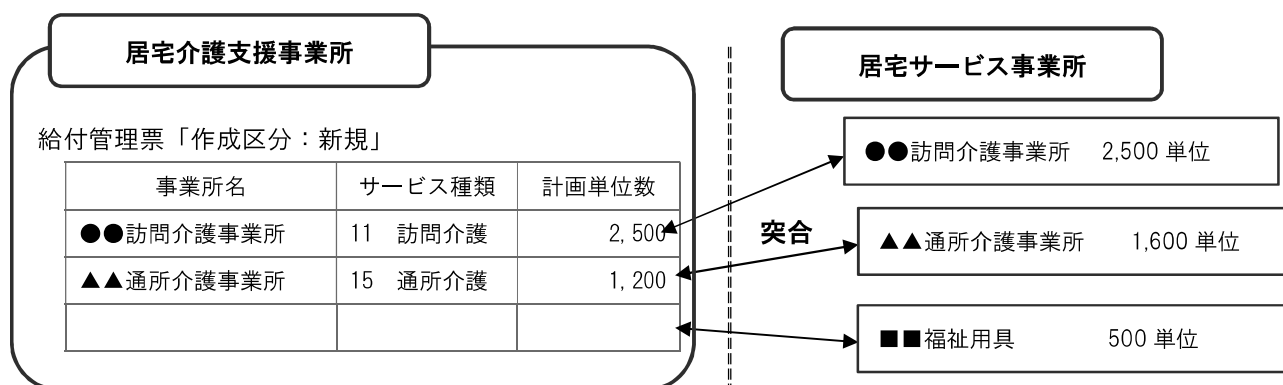 居宅介護支援事業所
居宅サービス事業所
給付管理票「作成区分：新規」
事業所名 サービス種類 計画単位数
●●訪問介護事業所 11 訪問介護 2,500
▲▲通所介護事業所 15 通所介護 1,200
突合
●●訪問介護事業所 2,500 単位
▲▲通所介護事業所 1,600 単位
■■福祉用具 500 単位